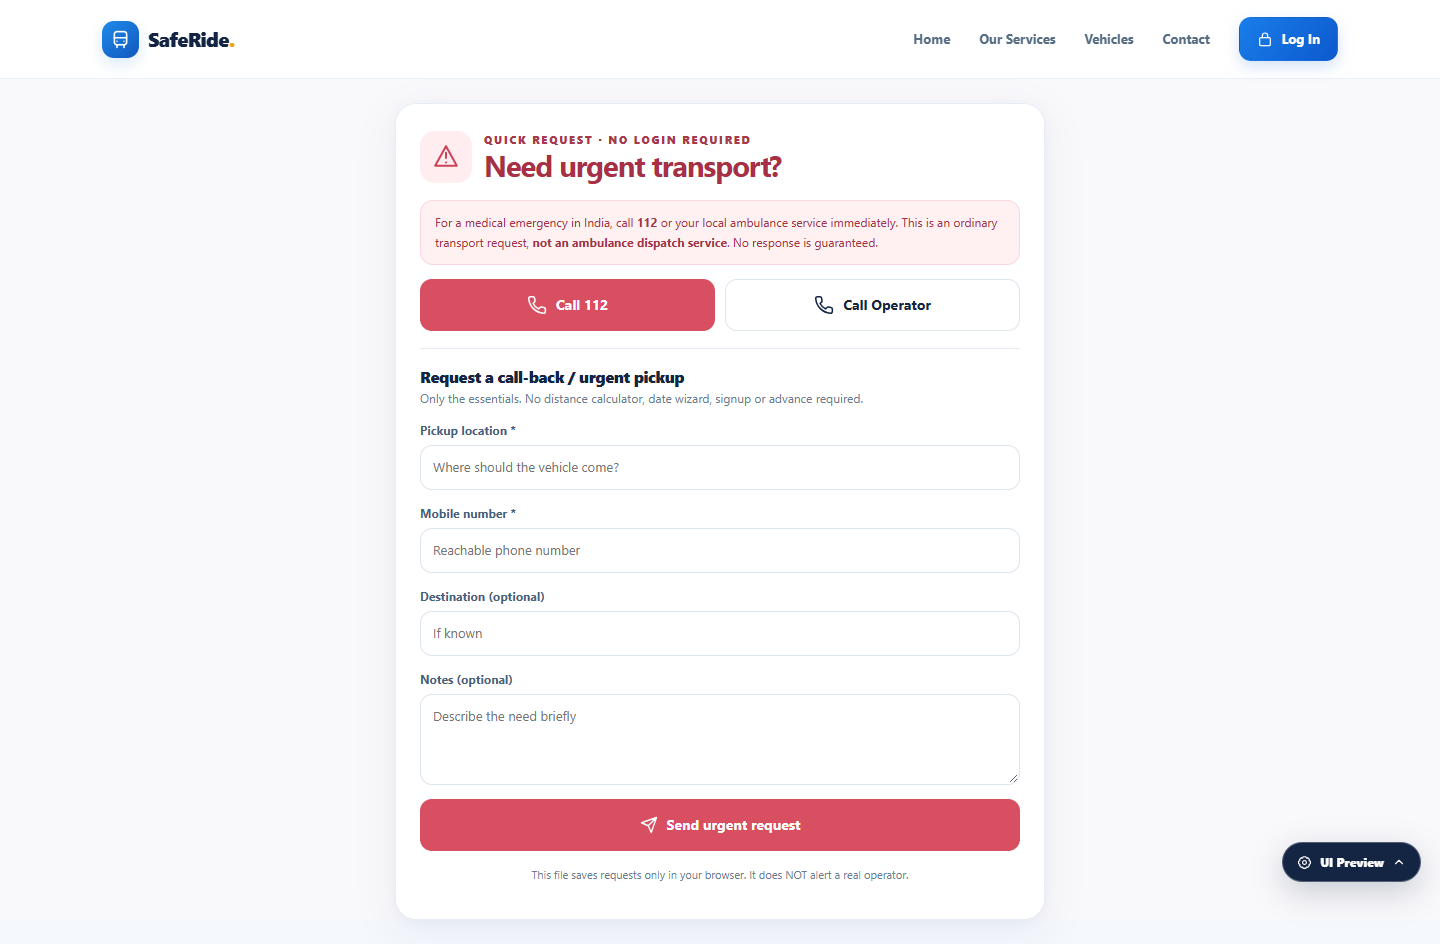 SafeRide.
Home
Our Services
Vehicles
Contact
Log In
QUICK REQUEST · NO LOGIN REQUIRED
Need urgent transport?
For a medical emergency in India, call 112 or your local ambulance service immediately. This is an ordinary
transport request, not an ambulance dispatch service. No response is guaranteed.
Call 112
Call Operator
Request a call-back / urgent pickup
Only the essentials. No distance calculator, date wizard, signup or advance required.
Pickup location *
Where should the vehicle come?
Mobile number *
Reachable phone number
Destination (optional)
If known
Notes (optional)
Describe the need briefly
Send urgent request
This file saves requests only in your browser. It does NOT alert a real operator.
UI Preview